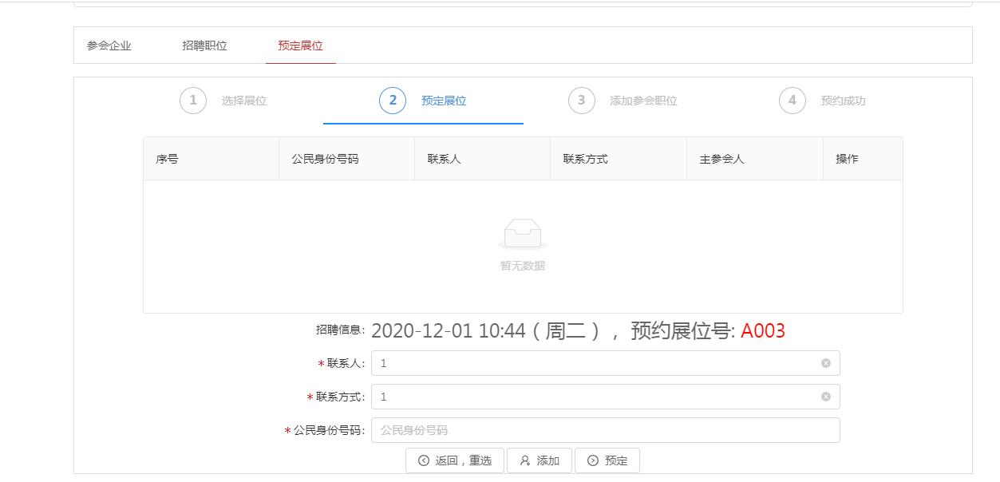 参会企业 招聘职位 预定展位
1 选择展位 2 预定展位 3 添加参会职位 4 预约成功
序号 公民身份号码 联系人 联系方式 主参会人 操作
暂无数据
招聘信息: 2020-12-01 10:44 ( 周二 ) ， 预约展位号: A003
* 联系人: 1
* 联系方式: 1
* 公民身份号码: 公民身份号码
返回，重选 添加 预定